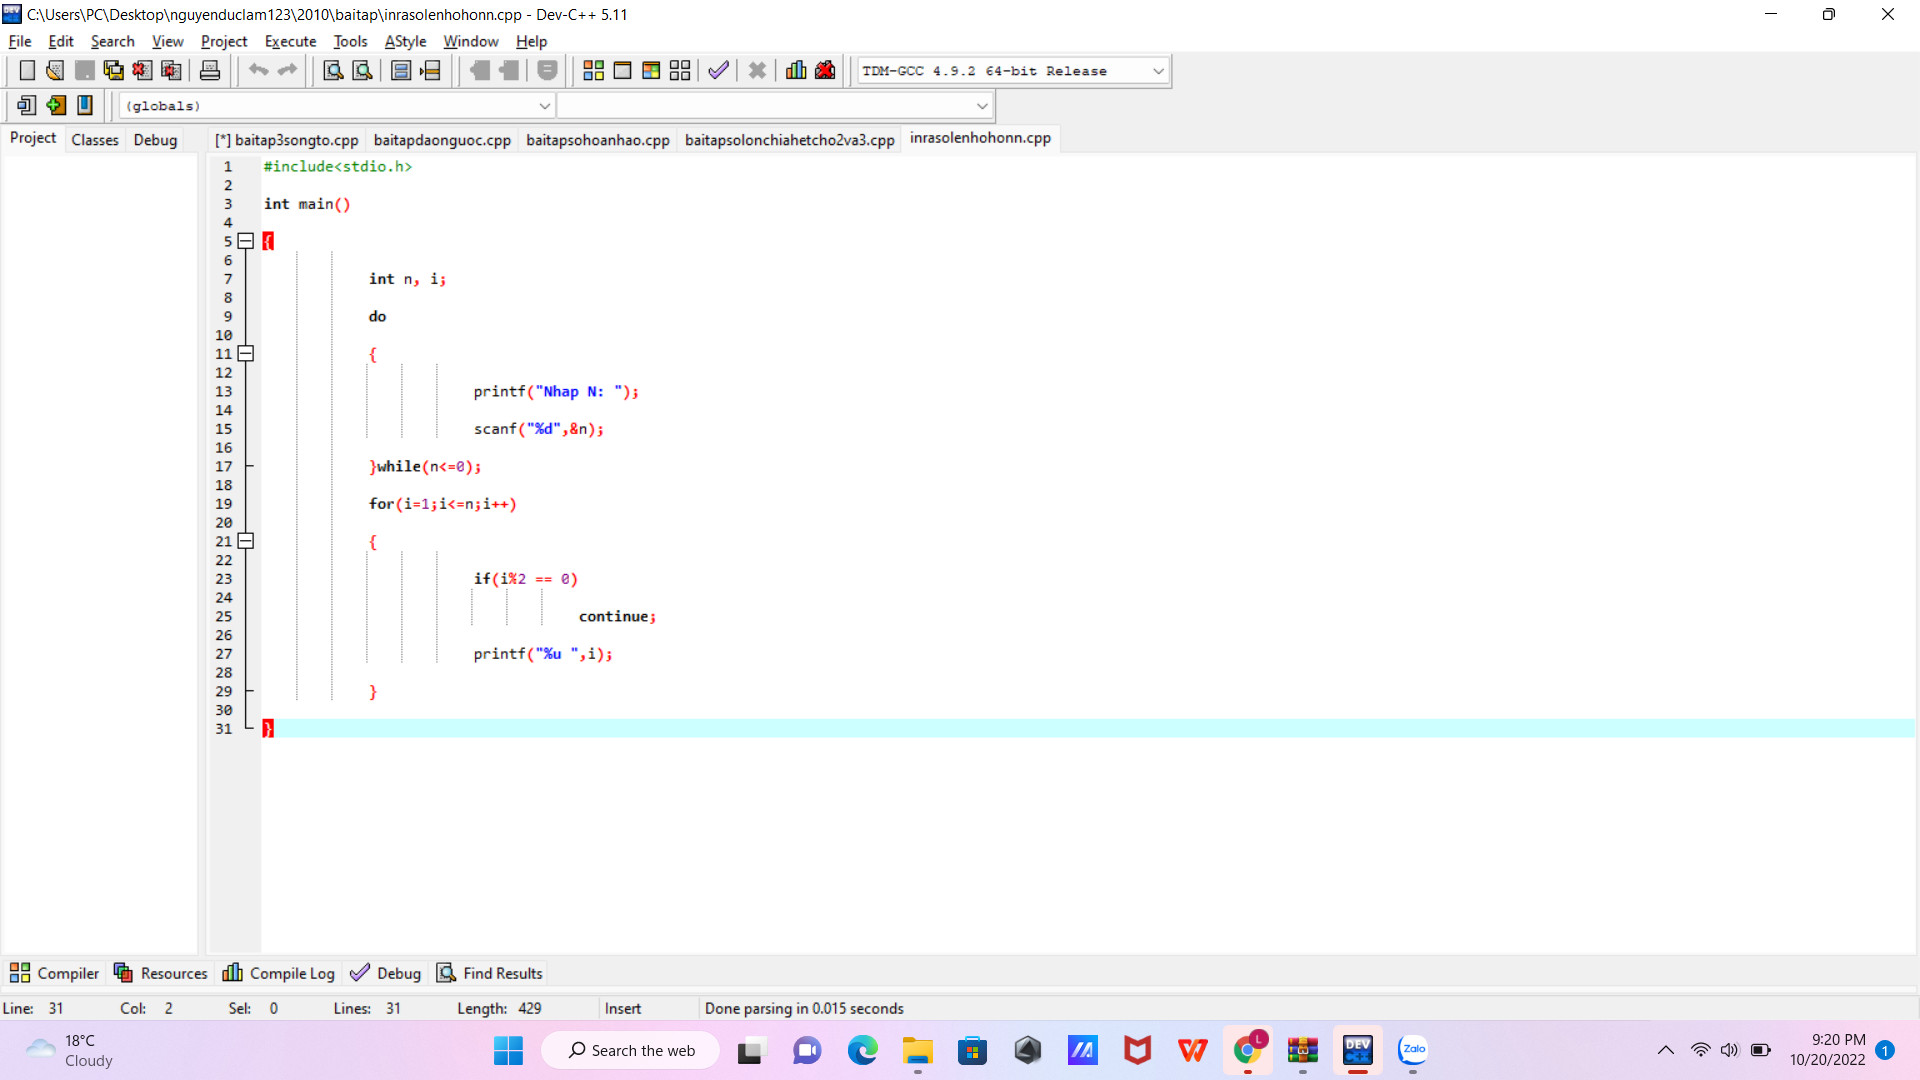 C:\Users\PC\Desktop\nguyenduclam123\2010\baitap\inrasolenhohonn.cpp - Dev-C++ 5.11
File Edit Search View Project Execute Tools AStyle Window Help
TDM-GCC 4.9.2 64-bit Release
(globals)
Project Classes Debug [*] baitap3songto.cpp baitapdaonguoc.cpp baitapsohoanhao.cpp baitapsolonchiahetcho2va3.cpp inrasolenhohonn.cpp
1 #include<stdio.h>
2
3 int main()
4
5 {
6
7 int n, i;
8
9 do
10
11 {
12
13 printf("Nhap N: ");
14
15 scanf("%d",&n);
16
17 }while(n<=0);
18
19 for(i=1;i<=n;i++)
20
21 {
22
23 if(i%2 == 0)
24
25 continue;
26
27 printf("%u ",i);
28
29 }
30
31 }
Compiler Resources Compile Log Debug Find Results
Line: 31 Col: 2 Sel: 0 Lines: 31 Length: 429 Insert Done parsing in 0.015 seconds
18°C
Cloudy
Search the web
L
DEV C++
Zalo
9:20 PM
10/20/2022
1